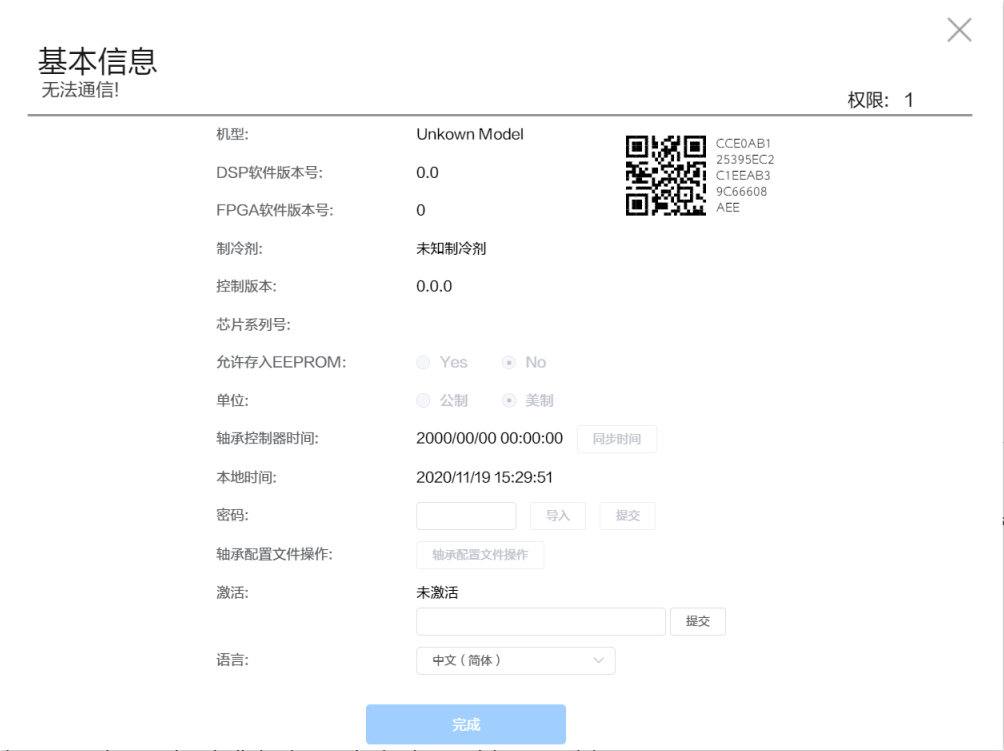 基本信息
无法通信!
权限: 1
机型: Unkown Model
CCE0AB1
25395EC2
C1EEAB3
9C66608
AEE
DSP软件版本号: 0.0
FPGA软件版本号: 0
制冷剂: 未知制冷剂
控制版本: 0.0.0
芯片系列号:
允许存入EEPROM: Yes No
单位: 公制 美制
轴承控制器时间: 2000/00/00 00:00:00 同步时间
本地时间: 2020/11/19 15:29:51
密码: 导入 提交
轴承配置文件操作: 轴承配置文件操作
激活: 未激活
提交
语言: 中文 ( 简体 )
完成